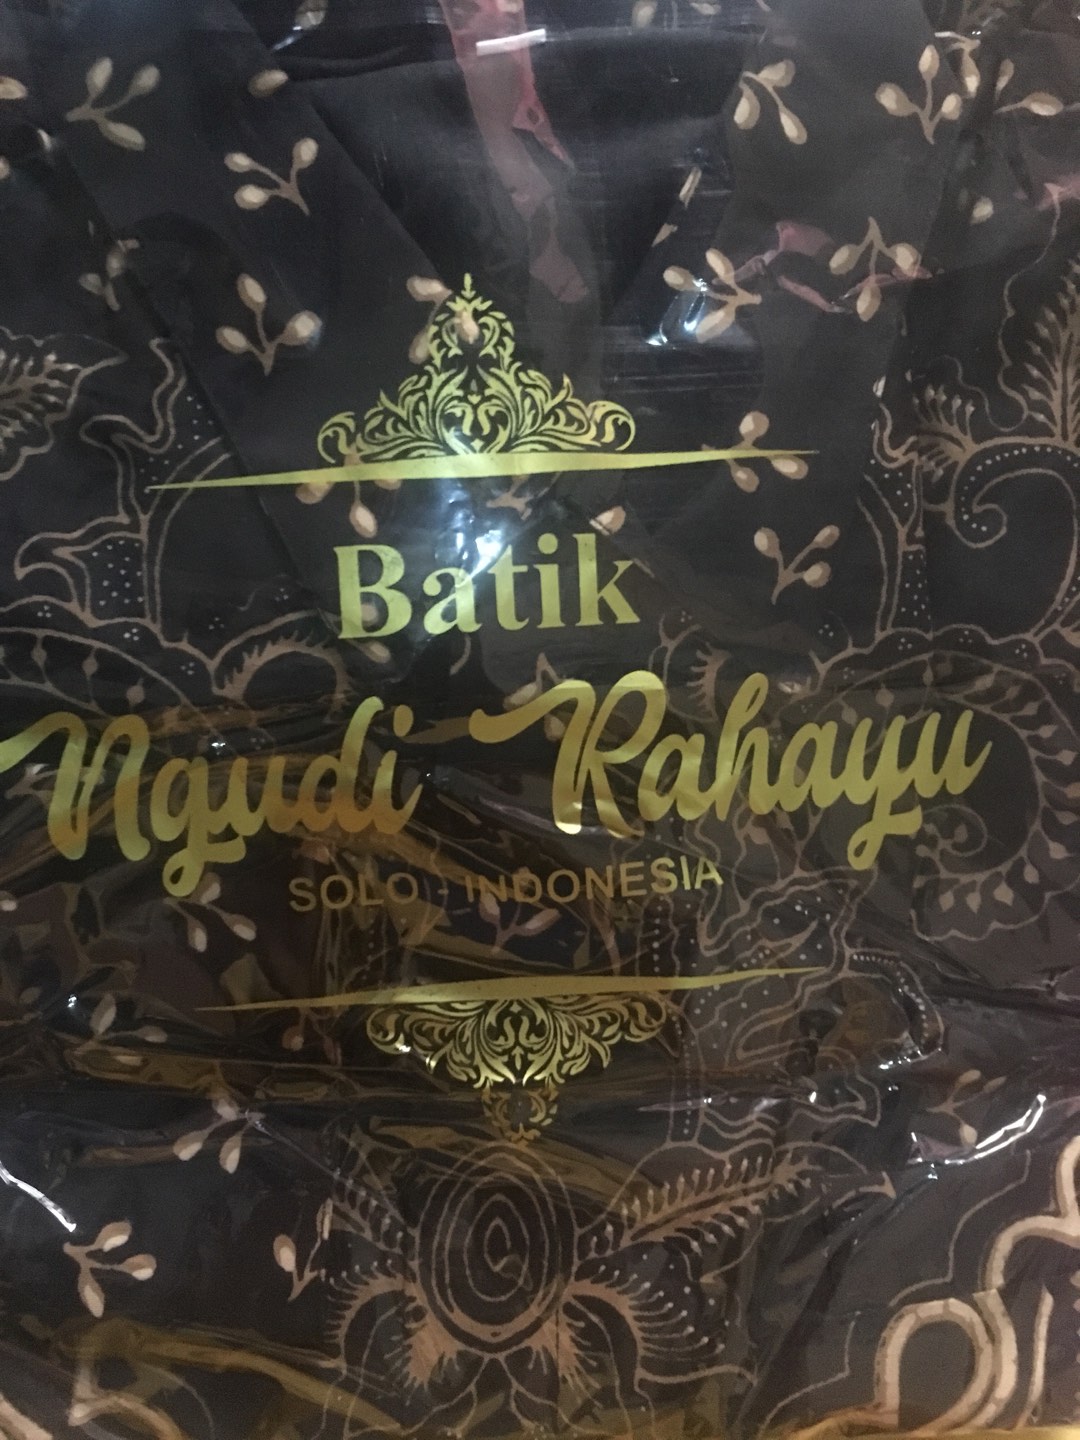 Batik
Ngudi Rahayu
SOLO - INDONESIA